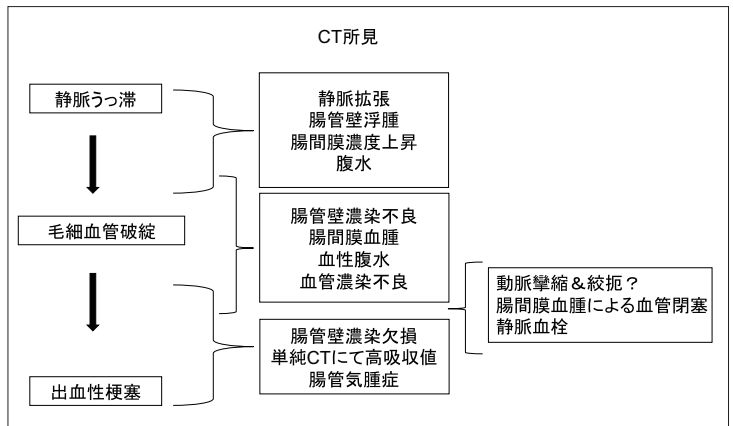 CT所見
静脈うっ滞
静脈拡張
腸管壁浮腫
腸間膜濃度上昇
腹水
毛細血管破綻
腸管壁濃染不良
腸間膜血腫
血性腹水
血管濃染不良
動脈攣縮＆絞扼？
腸間膜血腫による血管閉塞
静脈血栓
腸管壁濃染欠損
単純CTにて高吸収値
腸管気腫症
出血性梗塞